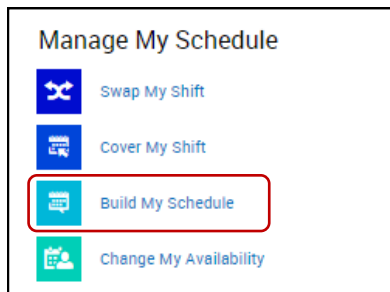 Manage My Schedule
Swap My Shift
Cover My Shift
Build My Schedule
Change My Availability